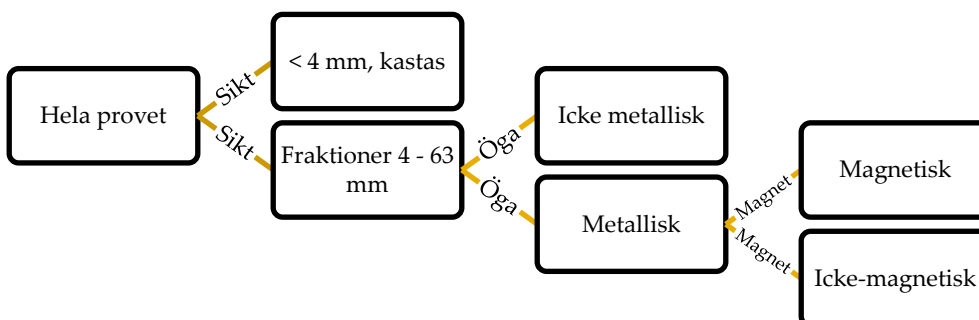 Hela provet
Sikt
< 4 mm, kastas
Sikt
Fraktioner 4 - 63
mm
Öga
Icke metallisk
Öga
Metallisk
Magnet
Magnetisk
Magnet
Icke-magnetisk